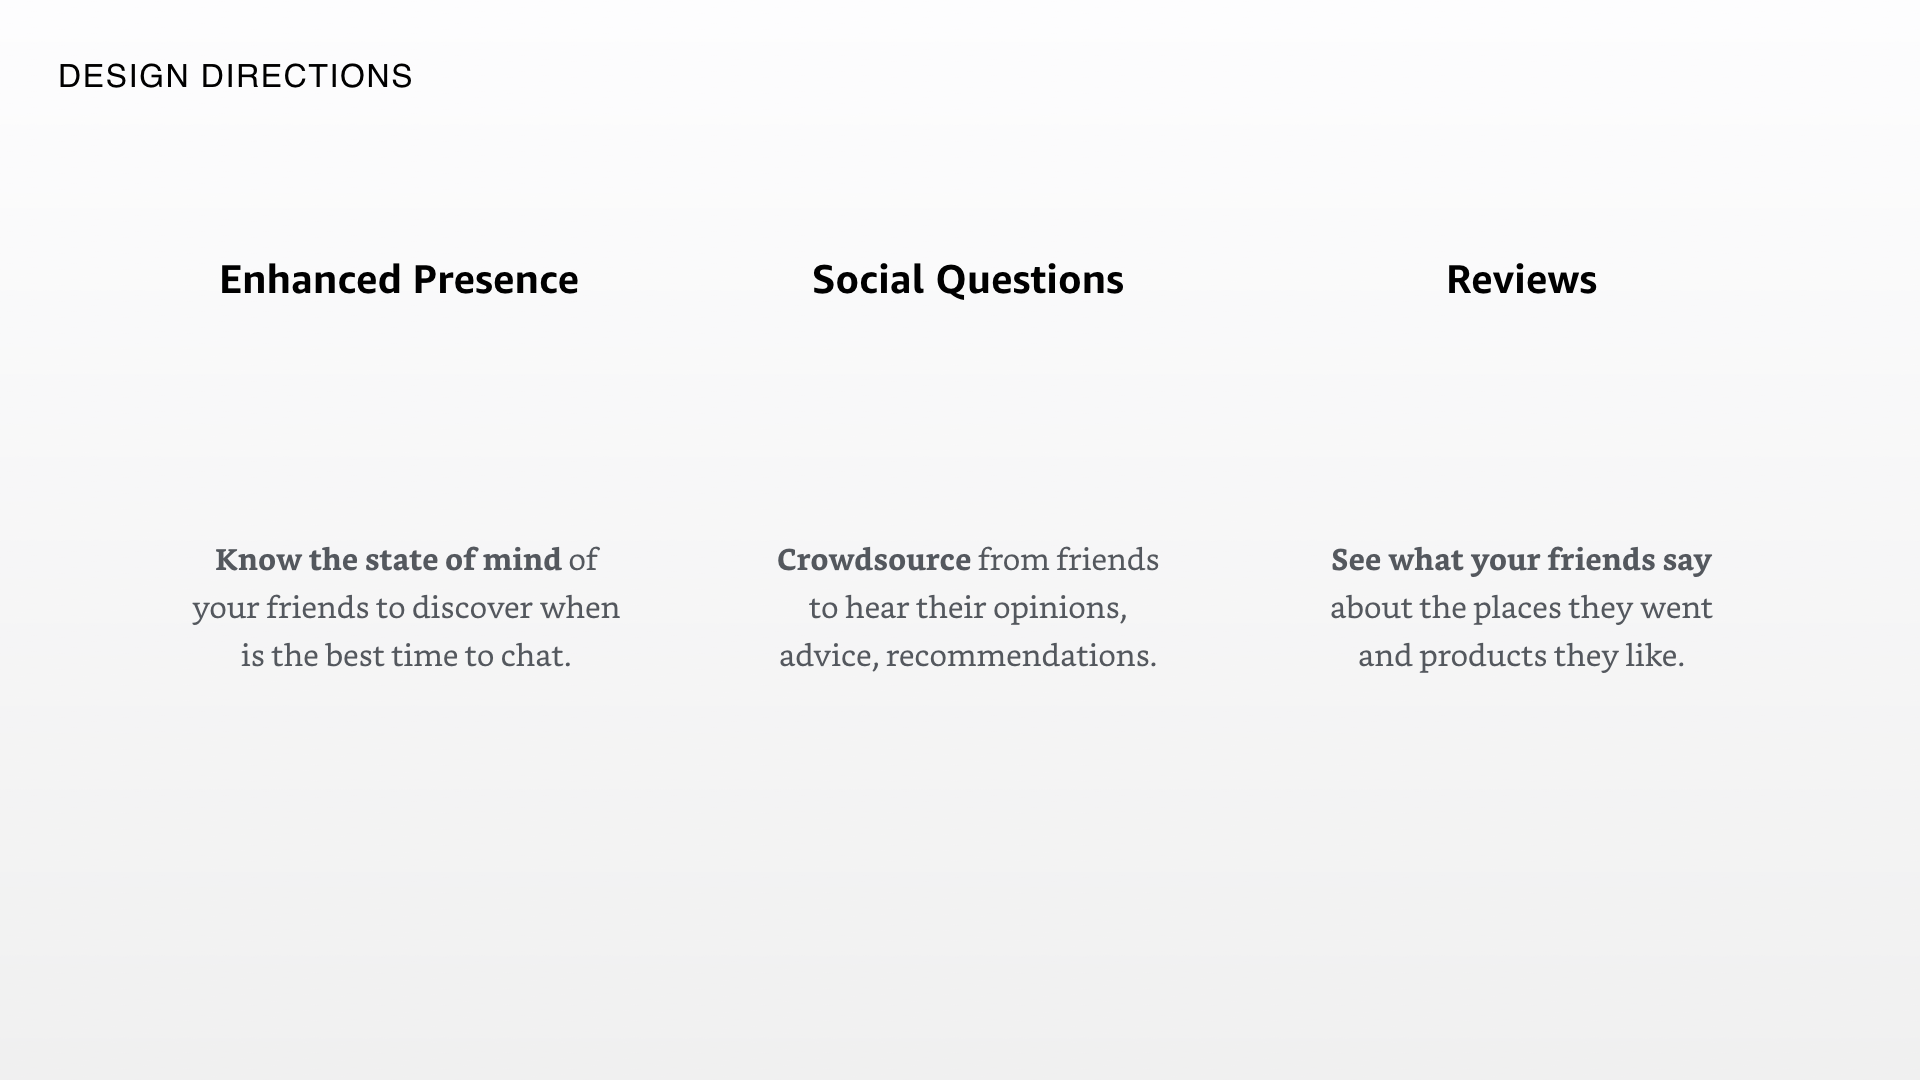 DESIGN DIRECTIONS
Enhanced Presence
Know the state of mind of
your friends to discover when
is the best time to chat.
Social Questions
Crowdsource from friends
to hear their opinions,
advice, recommendations.
Reviews
See what your friends say
about the places they went
and products they like.